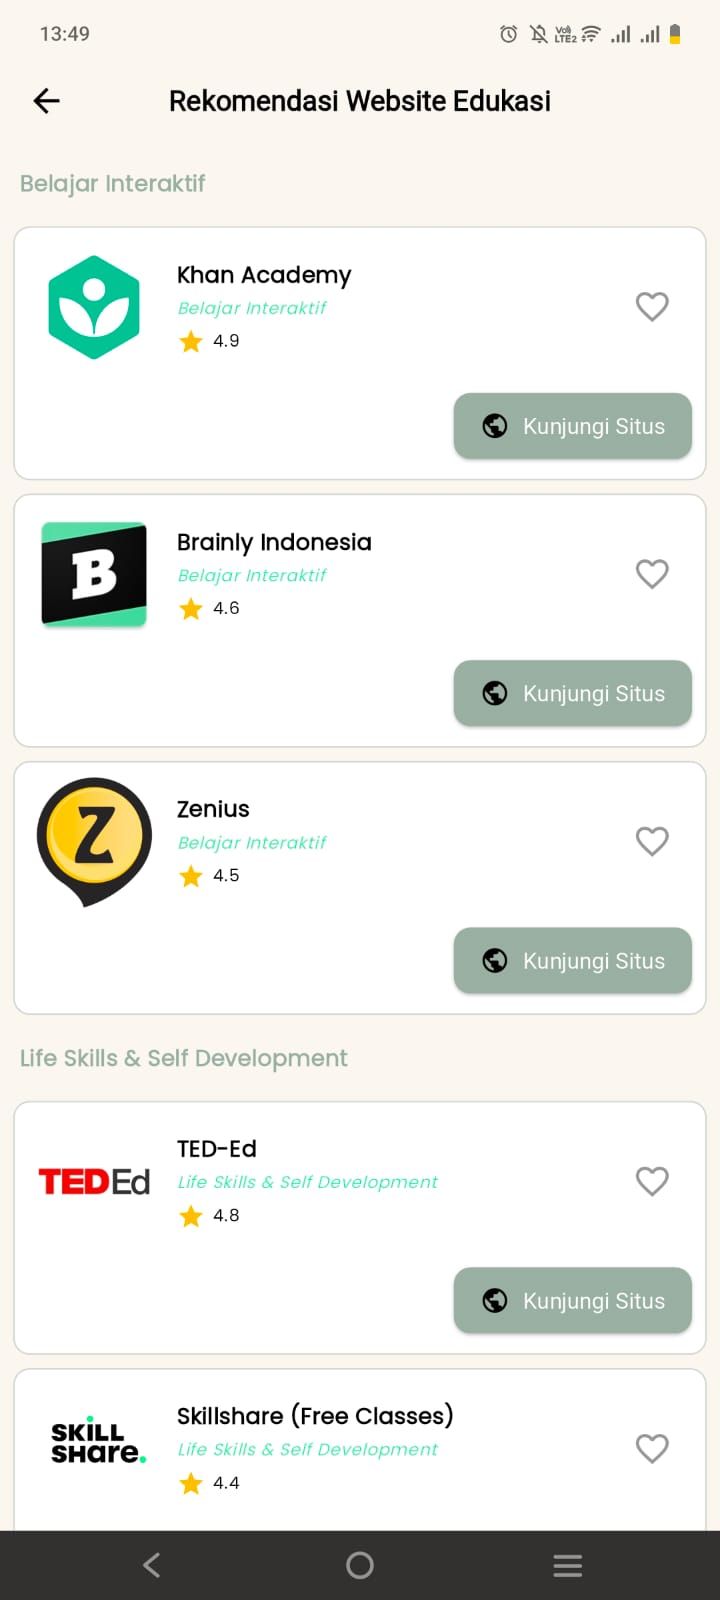 13:49
Vo))
LTE2
Rekomendasi Website Edukasi
Belajar Interaktif
Khan Academy
Belajar Interaktif
4.9
Kunjungi Situs
B
Brainly Indonesia
Belajar Interaktif
4.6
Kunjungi Situs
Z
Zenius
Belajar Interaktif
4.5
Kunjungi Situs
Life Skills & Self Development
TEDEd
TED-Ed
Life Skills & Self Development
4.8
Kunjungi Situs
SKiLL
SHare.
Skillshare (Free Classes)
Life Skills & Self Development
4.4